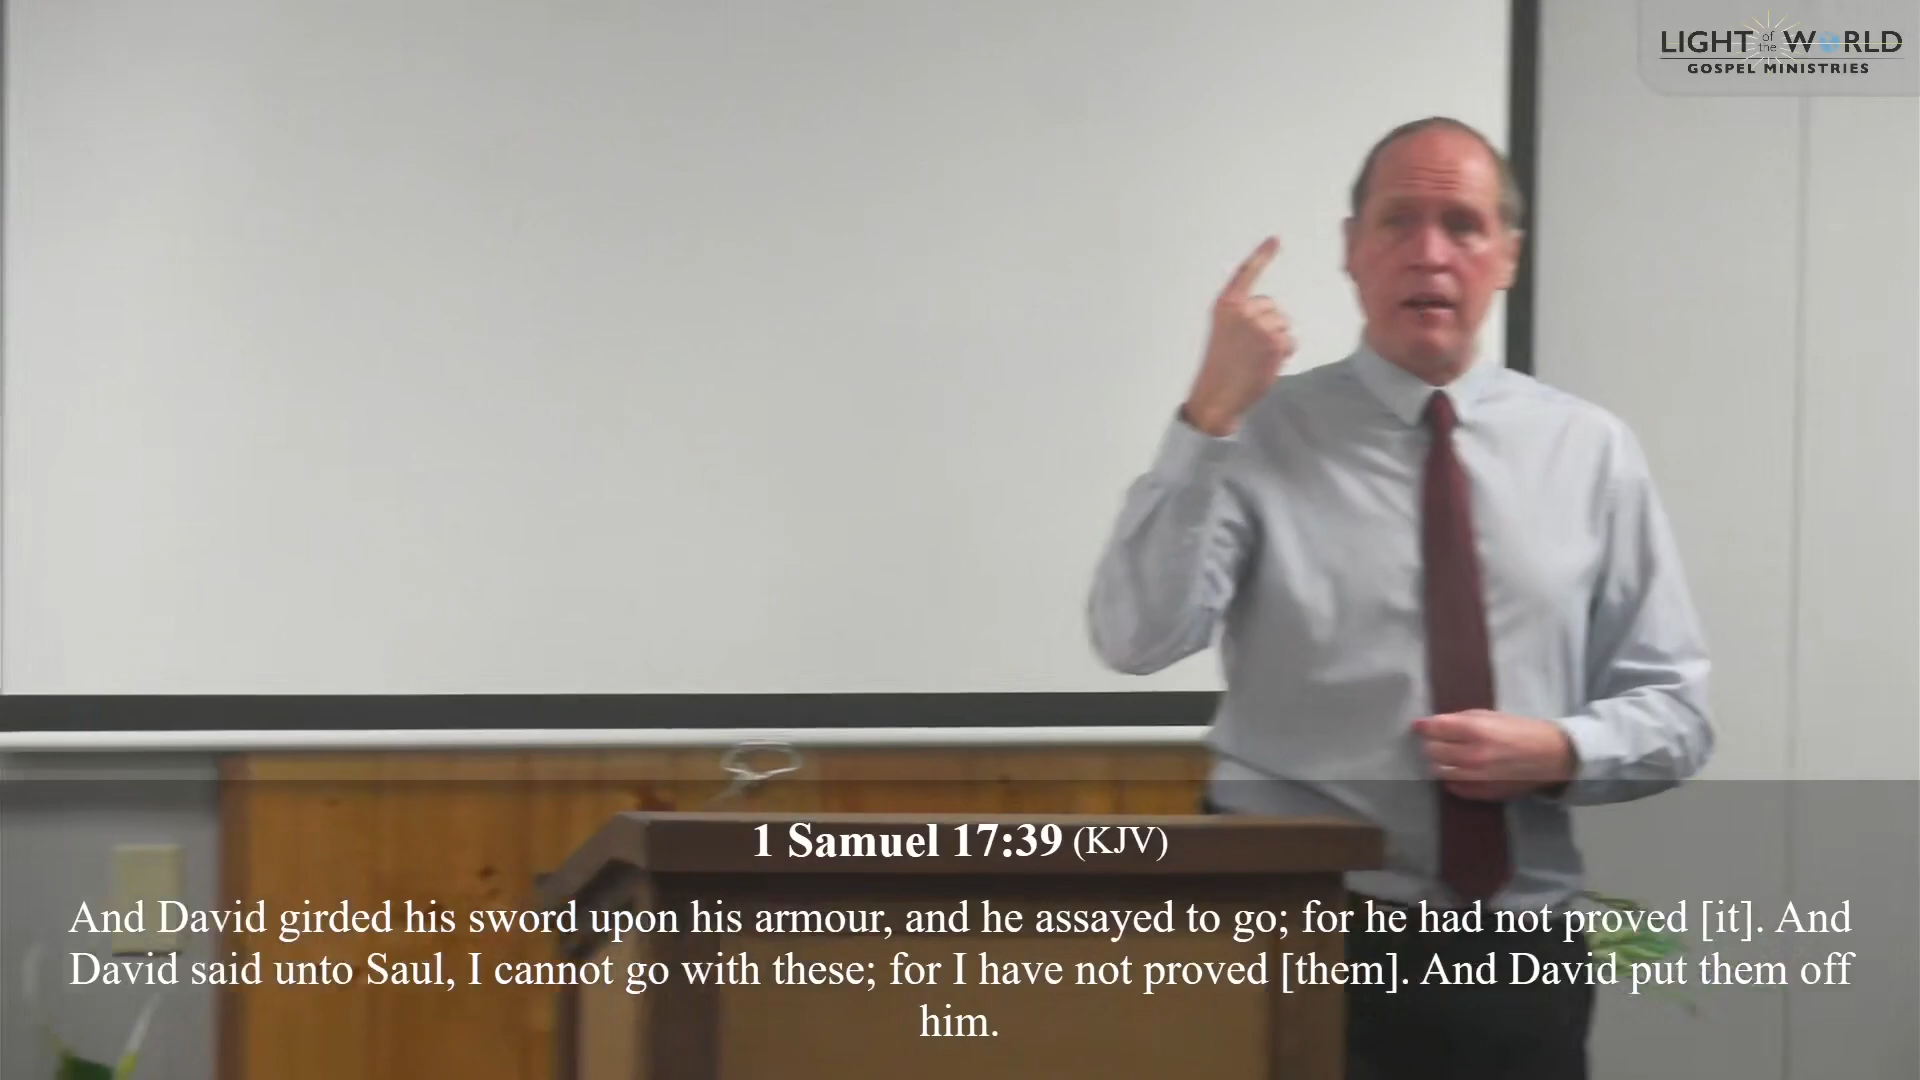 LIGHT of the WORLD
GOSPEL MINISTRIES
1 Samuel 17:39 (KJV)
And David girded his sword upon his armour, and he assayed to go; for he had not proved [it]. And
David said unto Saul, I cannot go with these; for I have not proved [them]. And David put them off
him.